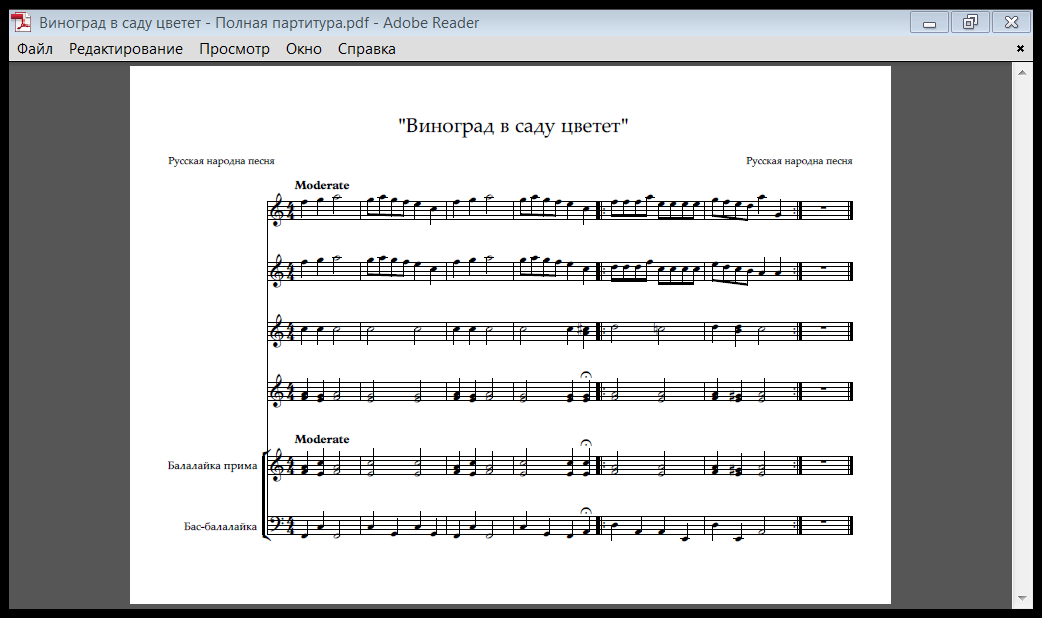 Виноград в саду цветет - Полная партитура.pdf - Adobe Reader
Файл Редактирование Просмотр Окно Справка
"Виноград в саду цветет"
Русская народна песня Русская народна песня
Moderate
Moderate
Балалайка прима
Бас-балалайка